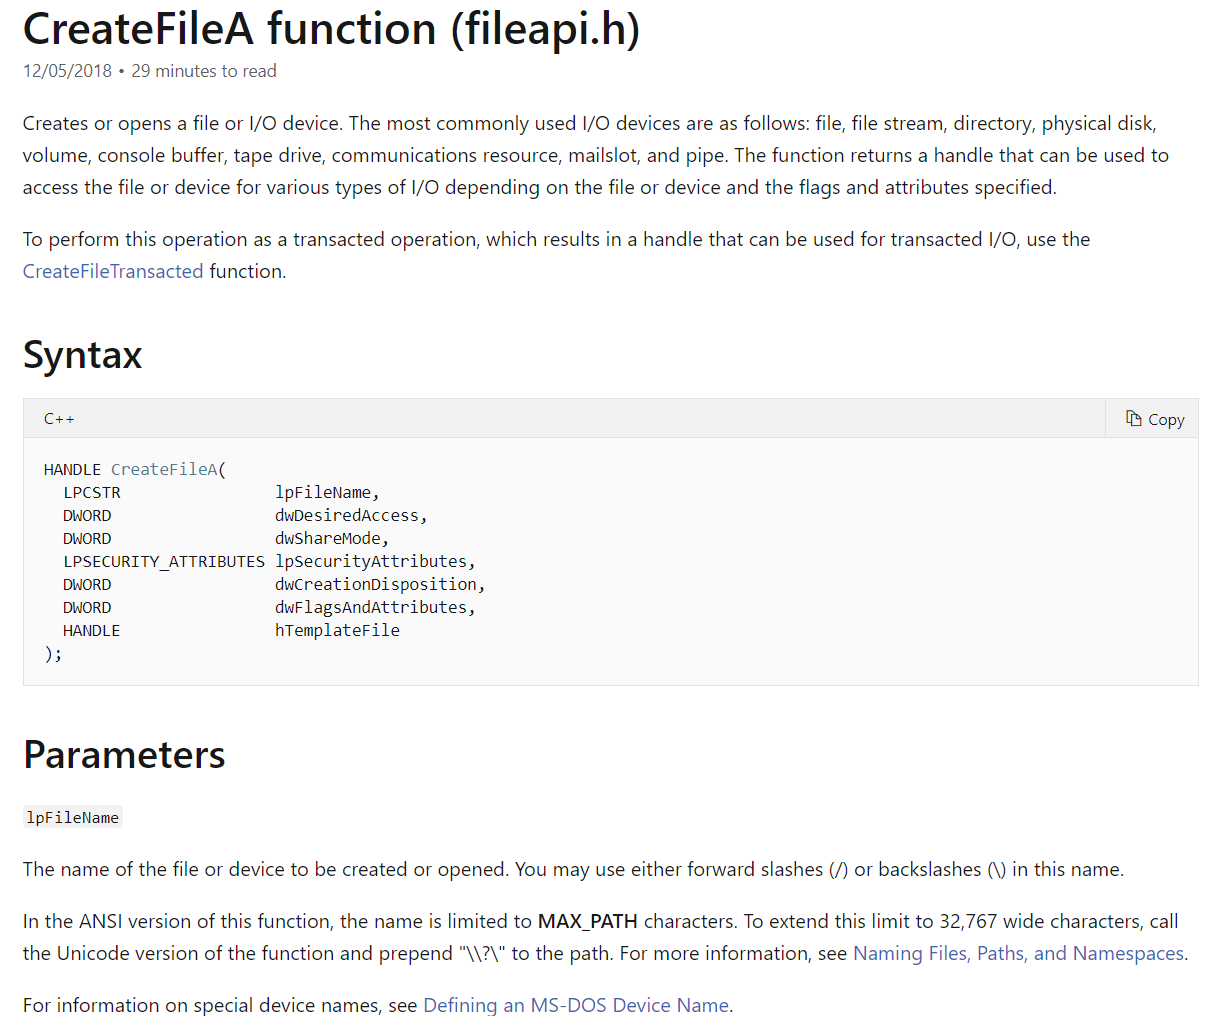 CreateFileA function (fileapi.h)
12/05/2018 • 29 minutes to read
Creates or opens a file or I/O device. The most commonly used I/O devices are as follows: file, file stream, directory, physical disk,
volume, console buffer, tape drive, communications resource, mailslot, and pipe. The function returns a handle that can be used to
access the file or device for various types of I/O depending on the file or device and the flags and attributes specified.
To perform this operation as a transacted operation, which results in a handle that can be used for transacted I/O, use the
CreateFileTransacted function.
Syntax
C++ Copy
HANDLE CreateFileA(
  LPCSTR                lpFileName,
  DWORD                 dwDesiredAccess,
  DWORD                 dwShareMode,
  LPSECURITY_ATTRIBUTES lpSecurityAttributes,
  DWORD                 dwCreationDisposition,
  DWORD                 dwFlagsAndAttributes,
  HANDLE                hTemplateFile
);
Parameters
lpFileName
The name of the file or device to be created or opened. You may use either forward slashes (/) or backslashes (\) in this name.
In the ANSI version of this function, the name is limited to MAX_PATH characters. To extend this limit to 32,767 wide characters, call
the Unicode version of the function and prepend "\\?\" to the path. For more information, see Naming Files, Paths, and Namespaces.
For information on special device names, see Defining an MS-DOS Device Name.